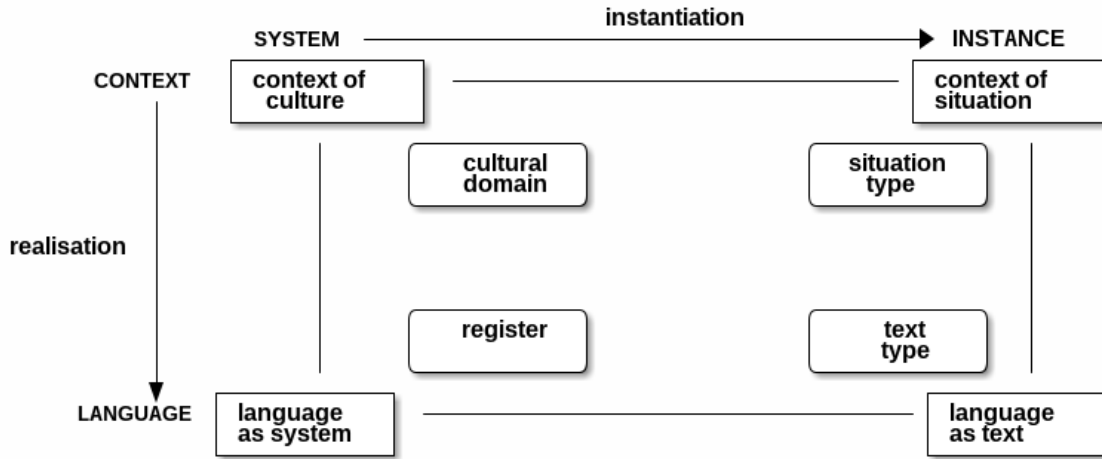 instantiation
SYSTEM
INSTANCE
CONTEXT
context of
culture
context of
situation
cultural
domain
situation
type
realisation
register
text
type
LANGUAGE
language
as system
language
as text